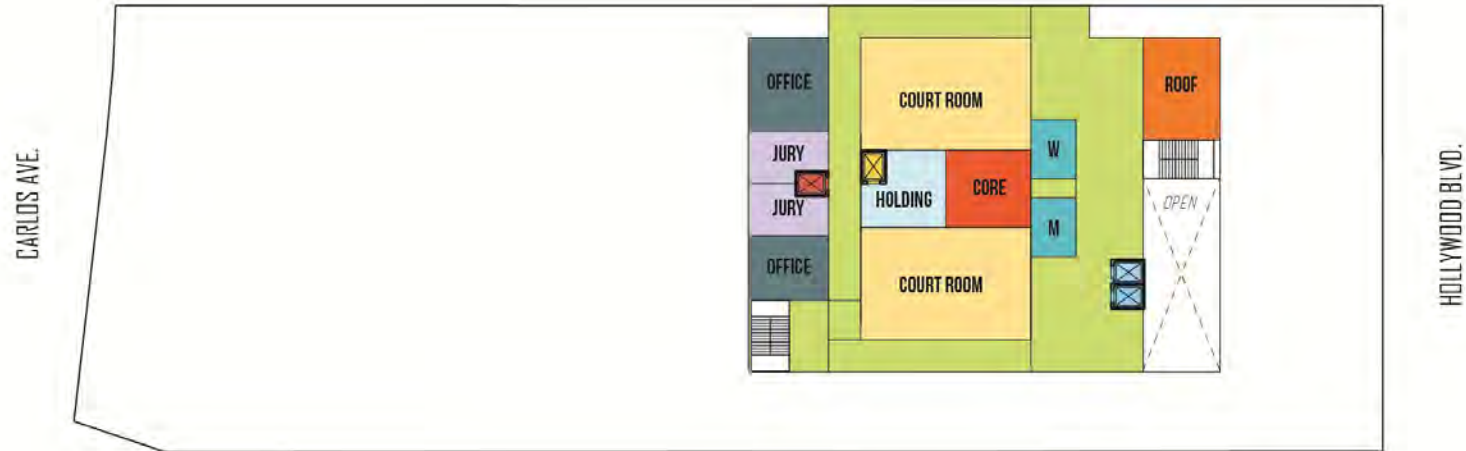 CARLOS AVE.
OFFICE
JURY
JURY
OFFICE
COURT ROOM
HOLDING
CORE
COURT ROOM
W
M
ROOF
OPEN
HOLLYWOOD BLVD.